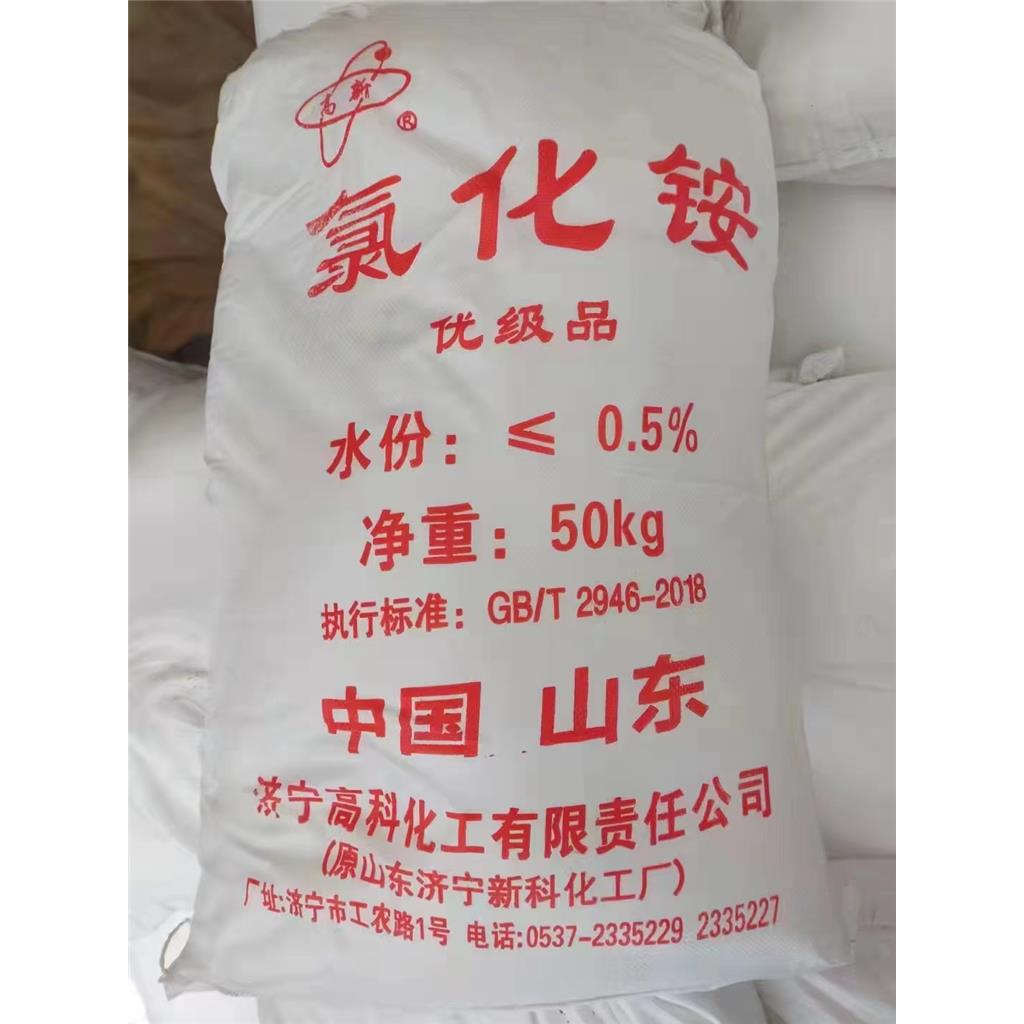 高新
®
氯化铵
优级品
水份：≤ 0.5%
净重：50kg
执行标准：GB/T 2946-2018
中国 山东
济宁高科化工有限责任公司
(原山东济宁新科化工厂)
厂址:济宁市工农路1号 电话:0537-2335229 2335227